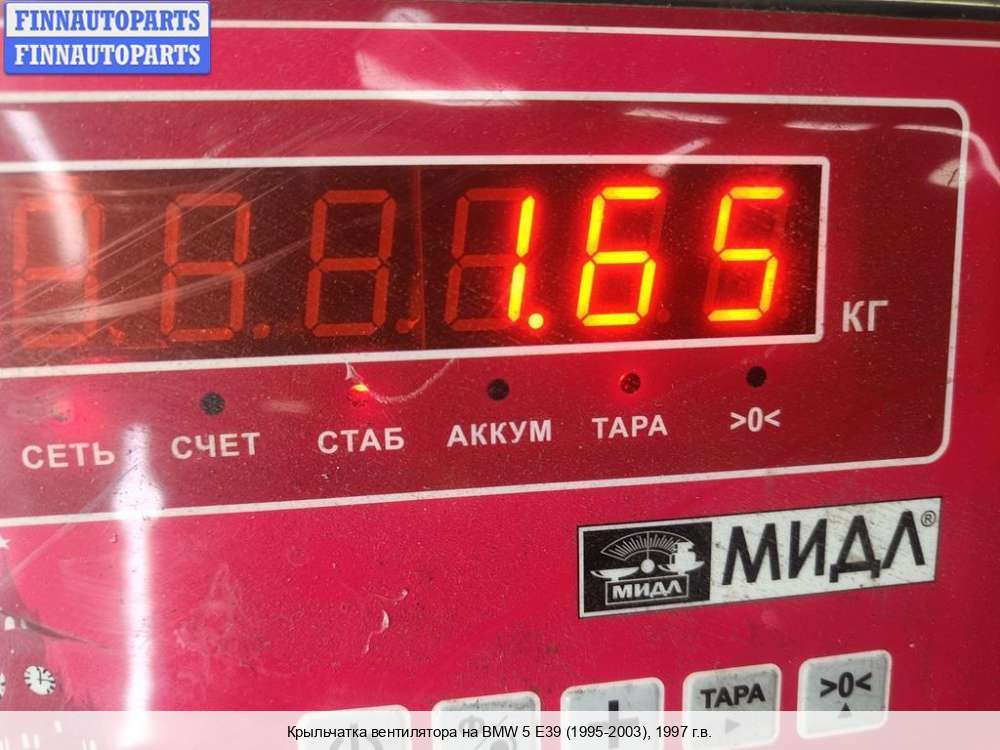 FINNAUTOPARTS
FINNAUTOPARTS
1.65 КГ
СЕТЬ СЧЕТ СТАБ АККУМ ТАРА >0<
МИДЛ МИДЛ®
ТАРА >0<
Крыльчатка вентилятора на BMW 5 E39 (1995-2003), 1997 г.в.